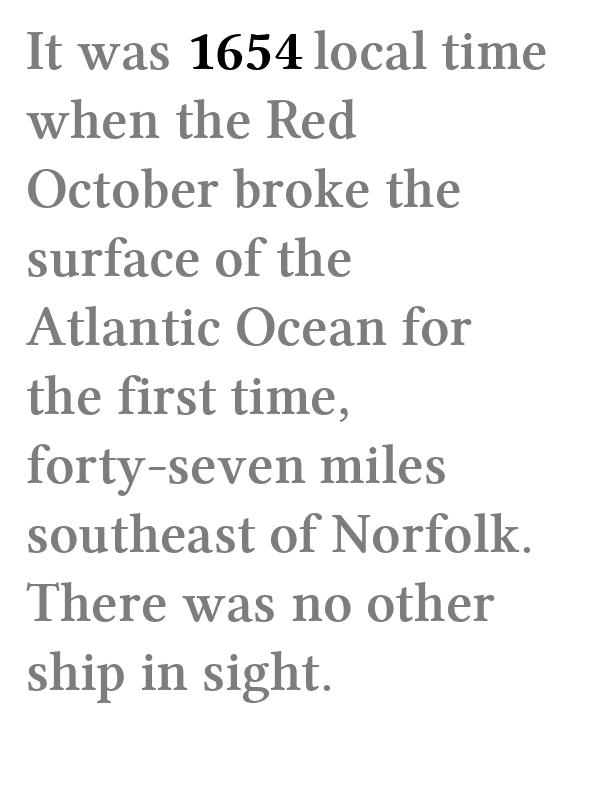 It was 1654 local time
when the Red
October broke the
surface of the
Atlantic Ocean for
the first time,
forty-seven miles
southeast of Norfolk.
There was no other
ship in sight.